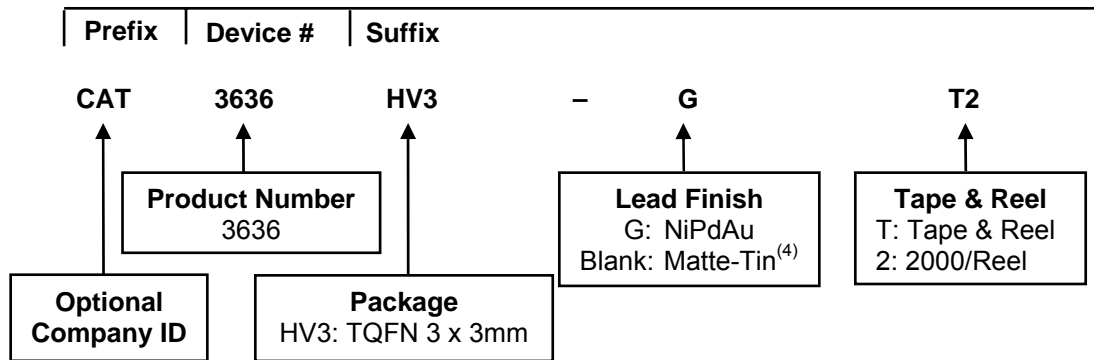 Prefix Device # Suffix
CAT 3636 HV3 – G T2
Product Number
3636
Lead Finish
G: NiPdAu
Blank: Matte-Tin(4)
Tape & Reel
T: Tape & Reel
2: 2000/Reel
Optional
Company ID
Package
HV3: TQFN 3 x 3mm